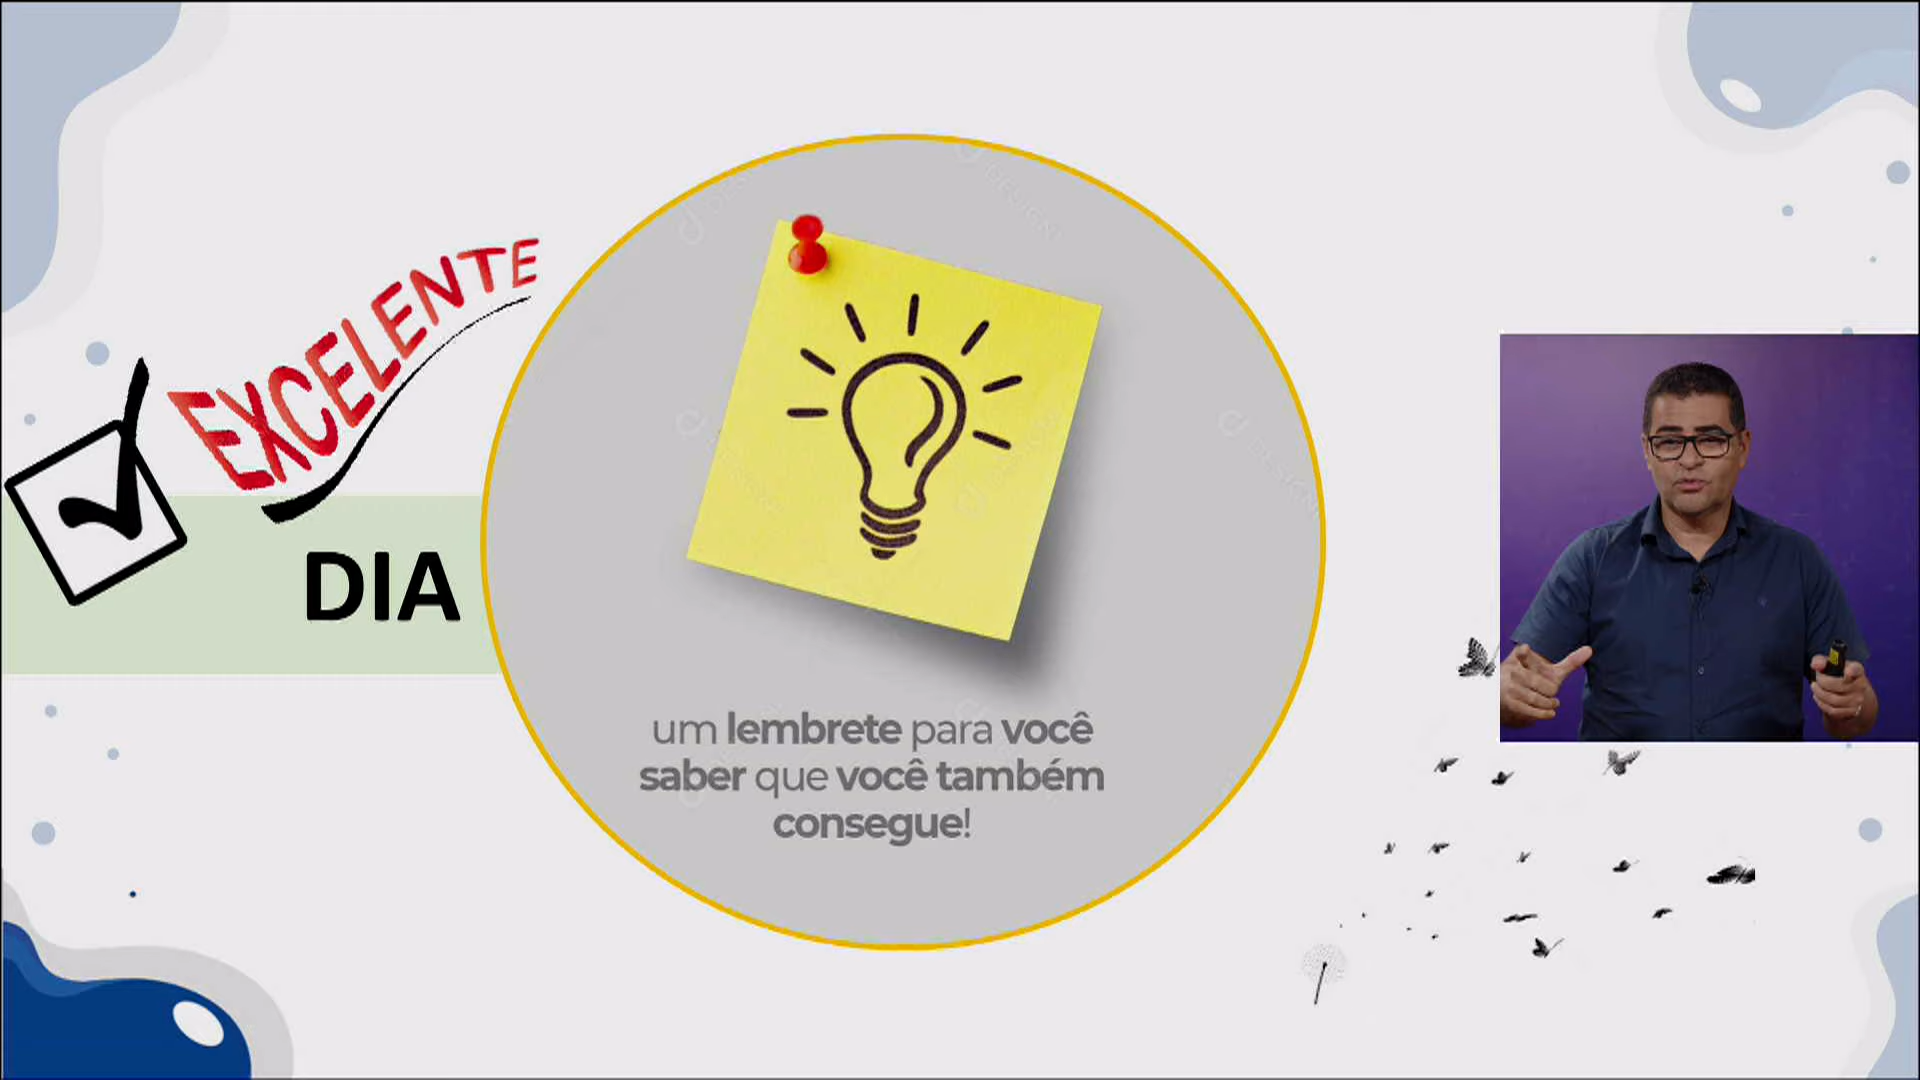 EXCELENTE
DIA
um lembrete para você
saber que você também
consegue!